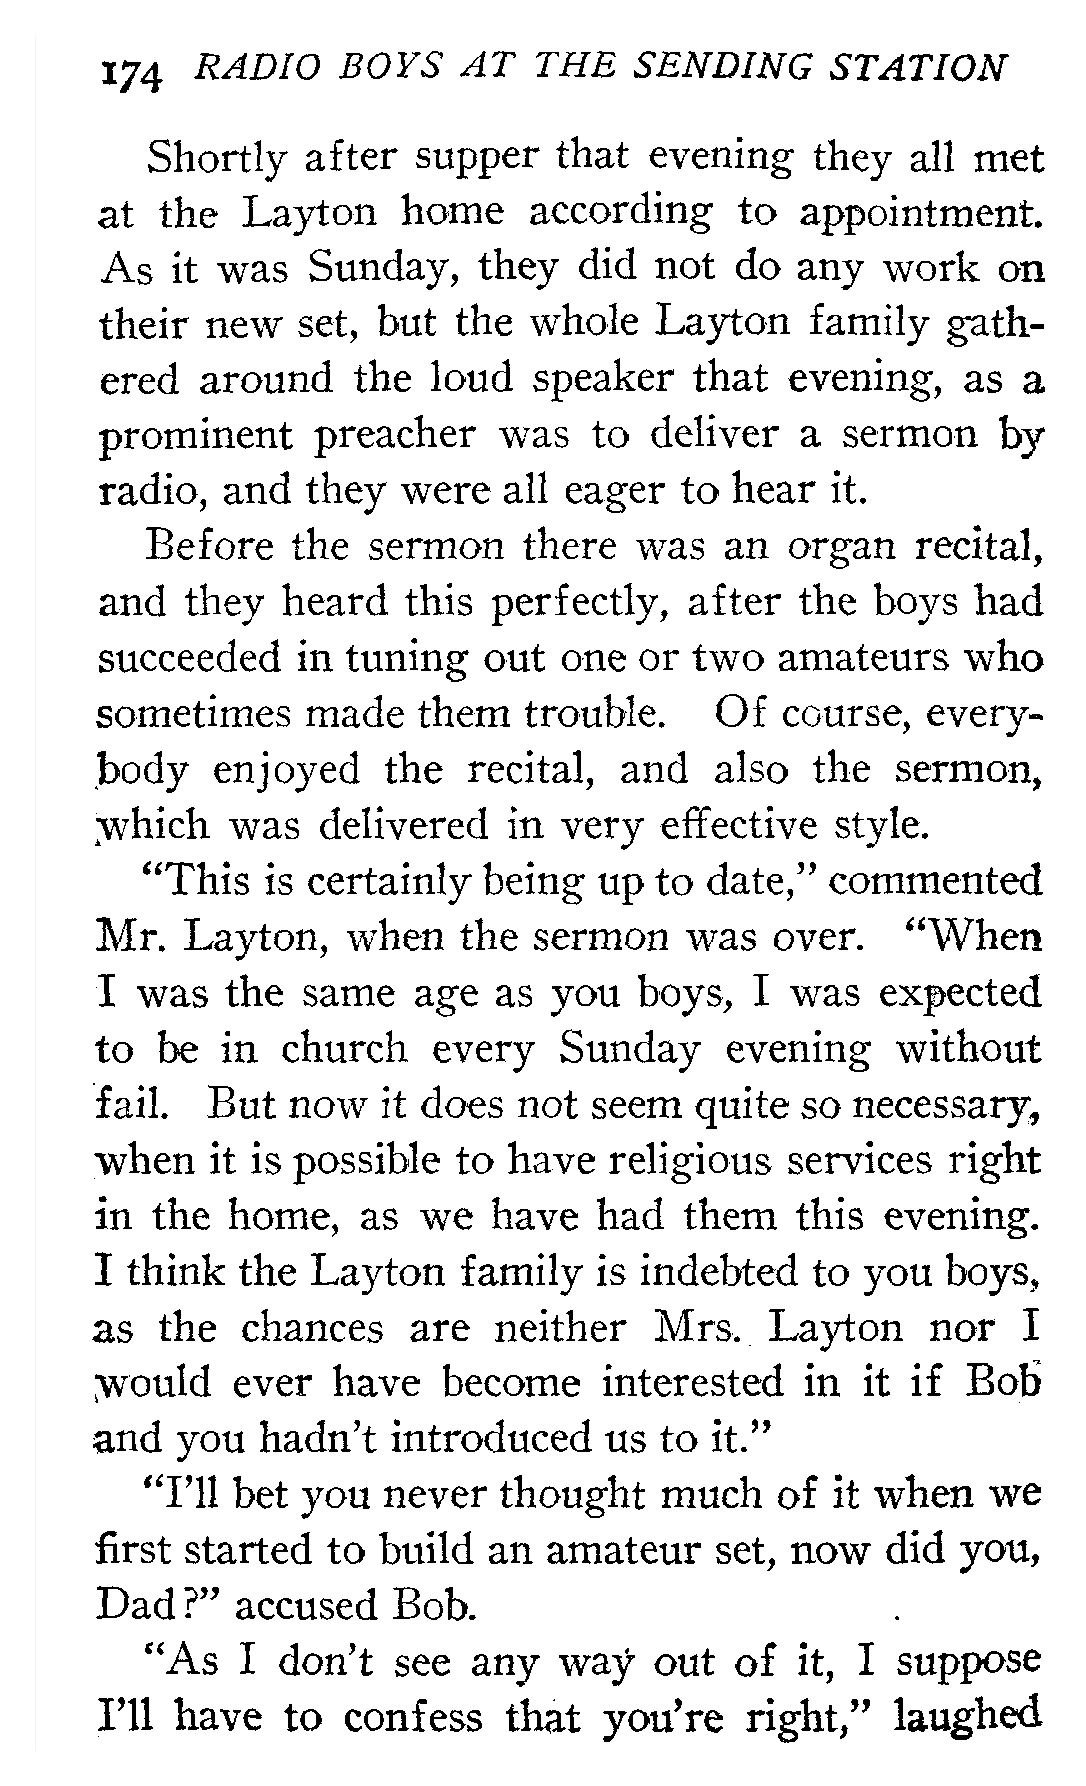 174 RADIO BOYS AT THE SENDING STATION
Shortly after supper that evening they all met
at the Layton home according to appointment.
As it was Sunday, they did not do any work on
their new set, but the whole Layton family gath-
ered around the loud speaker that evening, as a
prominent preacher was to deliver a sermon by
radio, and they were all eager to hear it.
Before the sermon there was an organ recital,
and they heard this perfectly, after the boys had
succeeded in tuning out one or two amateurs who
sometimes made them trouble. Of course, every-
body enjoyed the recital, and also the sermon,
which was delivered in very effective style.
“This is certainly being up to date,” commented
Mr. Layton, when the sermon was over. “When
I was the same age as you boys, I was expected
to be in church every Sunday evening without
fail. But now it does not seem quite so necessary,
when it is possible to have religious services right
in the home, as we have had them this evening.
I think the Layton family is indebted to you boys,
as the chances are neither Mrs. Layton nor I
would ever have become interested in it if Bob
and you hadn’t introduced us to it.”
“I’ll bet you never thought much of it when we
first started to build an amateur set, now did you,
Dad?” accused Bob.
“As I don’t see any way out of it, I suppose
I’ll have to confess that you’re right,” laughed